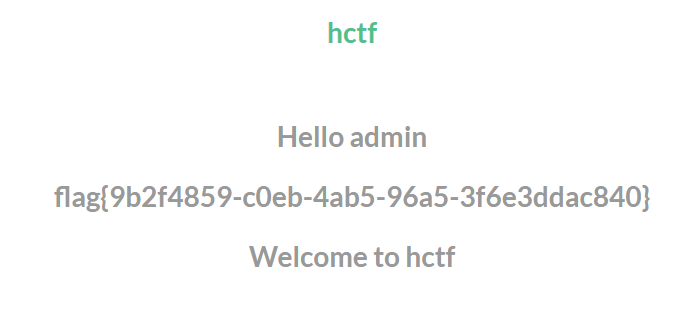 hctf
Hello admin
flag{9b2f4859-c0eb-4ab5-96a5-3f6e3ddac840}
Welcome to hctf